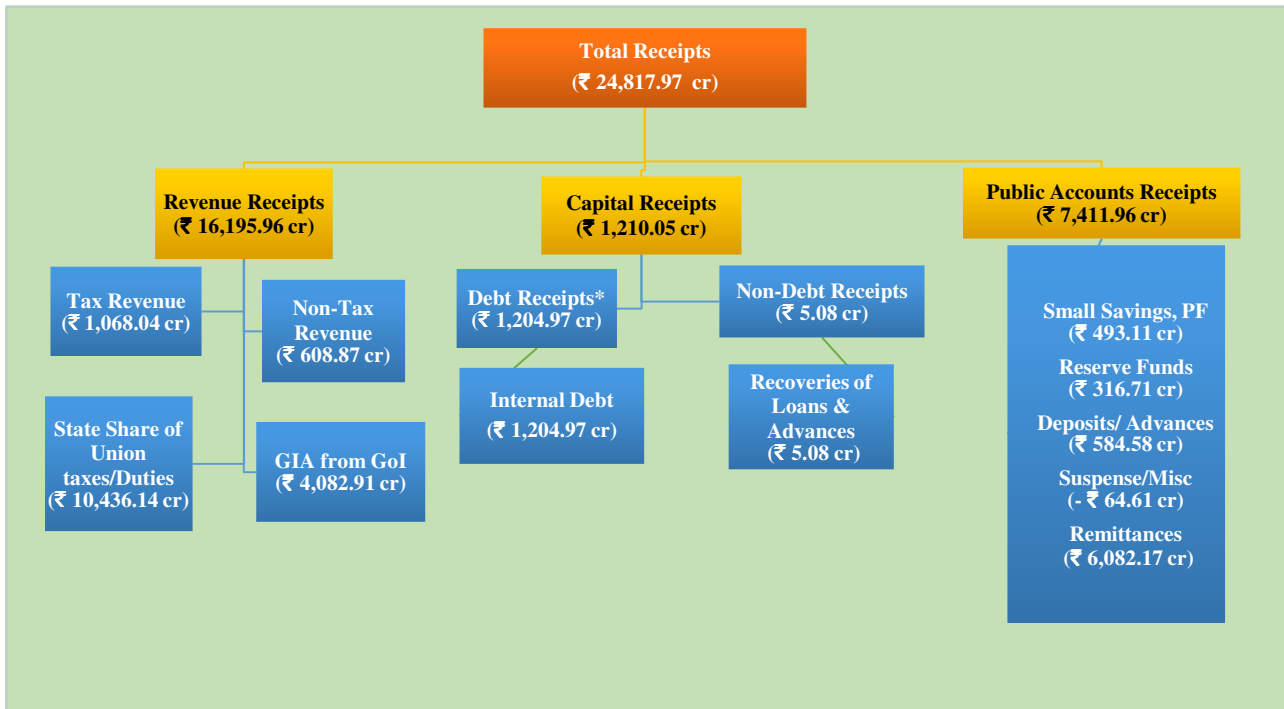 Total Receipts
(₹ 24,817.97 cr)
Revenue Receipts
(₹ 16,195.96 cr)
Tax Revenue
(₹ 1,068.04 cr)
Non-Tax
Revenue
(₹ 608.87 cr)
State Share of
Union
taxes/Duties
(₹ 10,436.14 cr)
GIA from GoI
(₹ 4,082.91 cr)
Capital Receipts
(₹ 1,210.05 cr)
Debt Receipts*
(₹ 1,204.97 cr)
Internal Debt
(₹ 1,204.97 cr)
Non-Debt Receipts
(₹ 5.08 cr)
Recoveries of
Loans &
Advances
(₹ 5.08 cr)
Public Accounts Receipts
(₹ 7,411.96 cr)
Small Savings, PF
(₹ 493.11 cr)
Reserve Funds
(₹ 316.71 cr)
Deposits/ Advances
(₹ 584.58 cr)
Suspense/Misc
(- ₹ 64.61 cr)
Remittances
(₹ 6,082.17 cr)